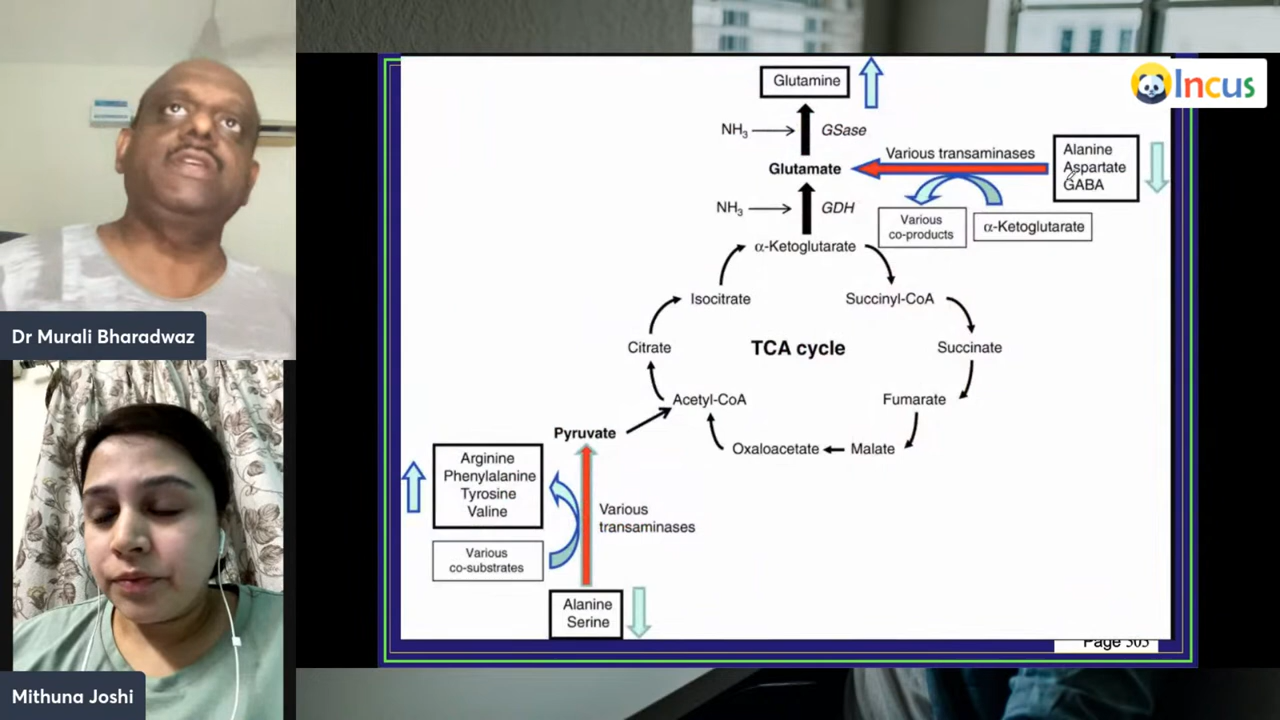 Incus
Dr Murali Bharadwaz
Mithuna Joshi
Glutamine
NH₃
GSase
Glutamate
Various transaminases
Alanine
Aspartate
GABA
NH₃
GDH
Various
co-products
α-Ketoglutarate
α-Ketoglutarate
Isocitrate
Succinyl-CoA
Citrate
TCA cycle
Succinate
Acetyl-CoA
Fumarate
Pyruvate
Oxaloacetate
Malate
Arginine
Phenylalanine
Tyrosine
Valine
Various
transaminases
Various
co-substrates
Alanine
Serine
Page 303